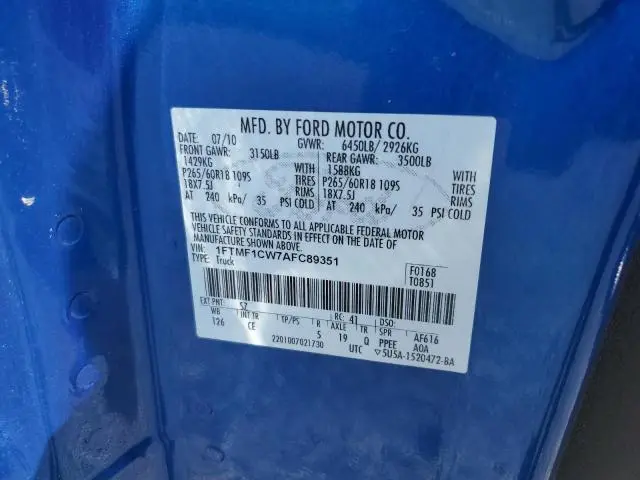 MFD. BY FORD MOTOR CO.
07/10 GVWR: 6450LB/ 2926KG
FRONT GAWR: 3150LB REAR GAWR: 3500LB
1429KG WITH 1588KG WITH
P265/60R18 109S TIRES P265/60R18 109S TIRES
18X7.5J RIMS 18X7.5J RIMS
AT 240 kPa/ 35 PSI COLD AT 240 kPa/ 35 PSI COLD
THIS VEHICLE CONFORMS TO ALL APPLICABLE FEDERAL MOTOR
VEHICLE SAFETY STANDARDS IN EFFECT ON THE DATE OF
MANUFACTURE SHOWN ABOVE.
VIN: 1FTMF1CW7AFC89351
TYPE: Truck
F0168
T0851
EXT PNT: SZ RC: 41 DSO:
WB INT TR TP/PS R AXLE TR SPR AF616
126 CE 5 19 Q PPEE AOA
2201007021730 UTC 5U5A-1520472-BA